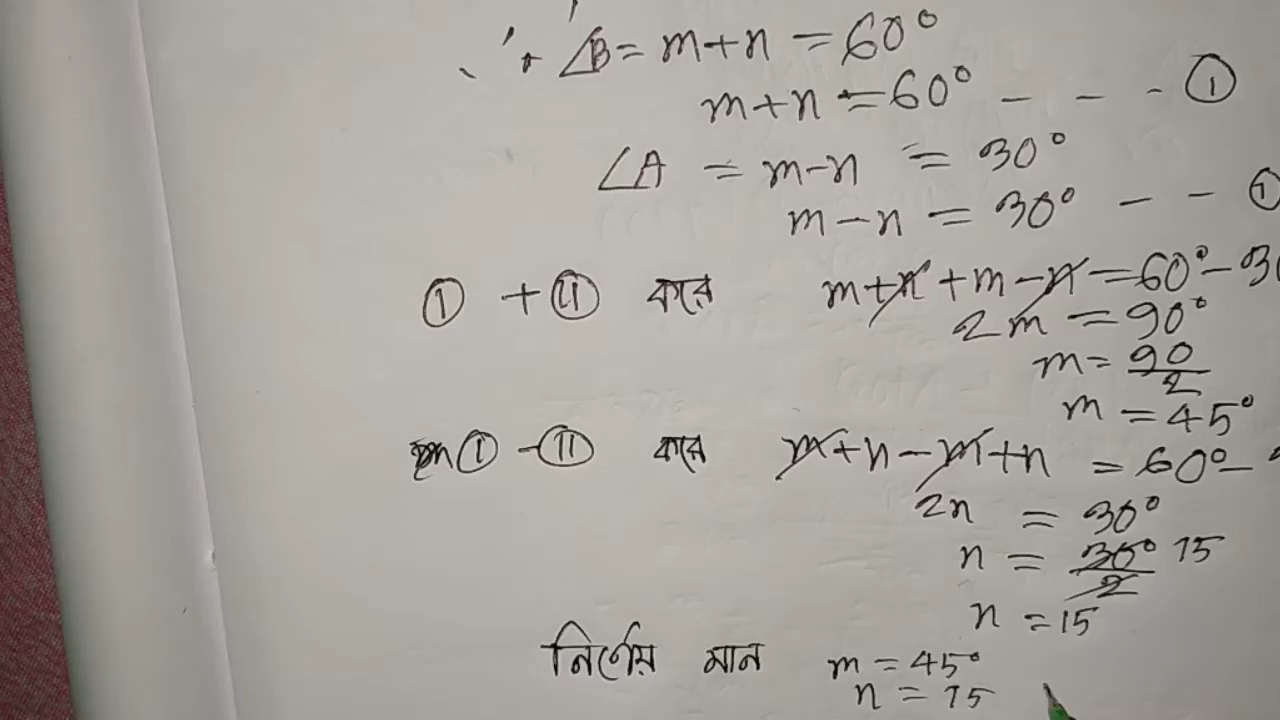 ∴ ∠B = m+n = 60°
m+n = 60° - - - ①
∠A = m-n = 30°
m-n = 30° - - 
① + ⑪ করে m+n+m-n = 60° - 3
2m = 90°
m = 90/2
m = 45°
① - ⑪ করে m+n-m+n = 60° -
2n = 30°
n = 30°/2 15
n = 15
নির্ণেয় মান m = 45°
n = 15